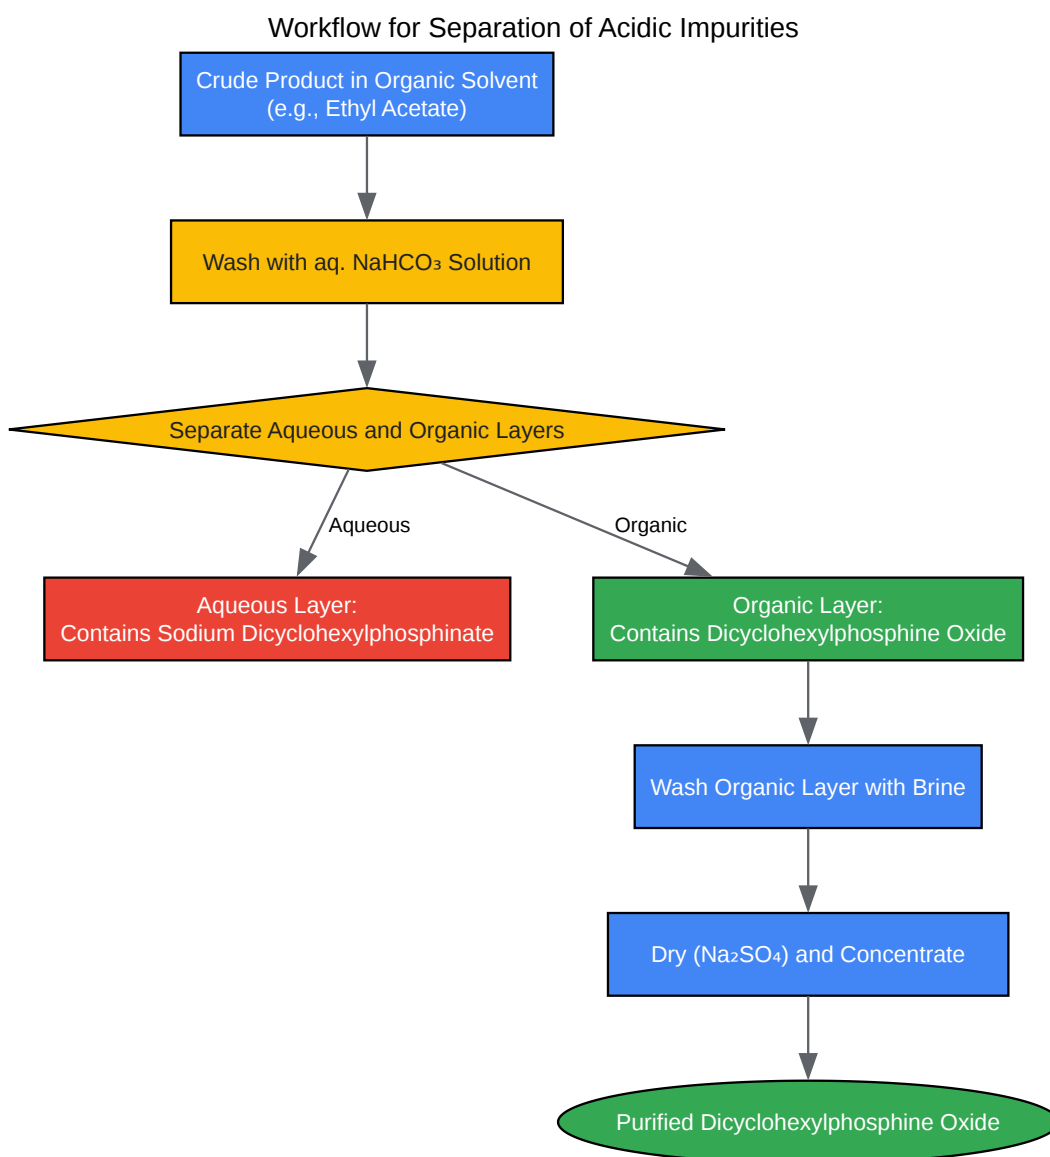 Workflow for Separation of Acidic Impurities
Crude Product in Organic Solvent
(e.g., Ethyl Acetate)
Wash with aq. NaHCO₃ Solution
Separate Aqueous and Organic Layers
Aqueous
Organic
Aqueous Layer:
Contains Sodium Dicyclohexylphosphinate
Organic Layer:
Contains Dicyclohexylphosphine Oxide
Wash Organic Layer with Brine
Dry (Na₂SO₄) and Concentrate
Purified Dicyclohexylphosphine Oxide